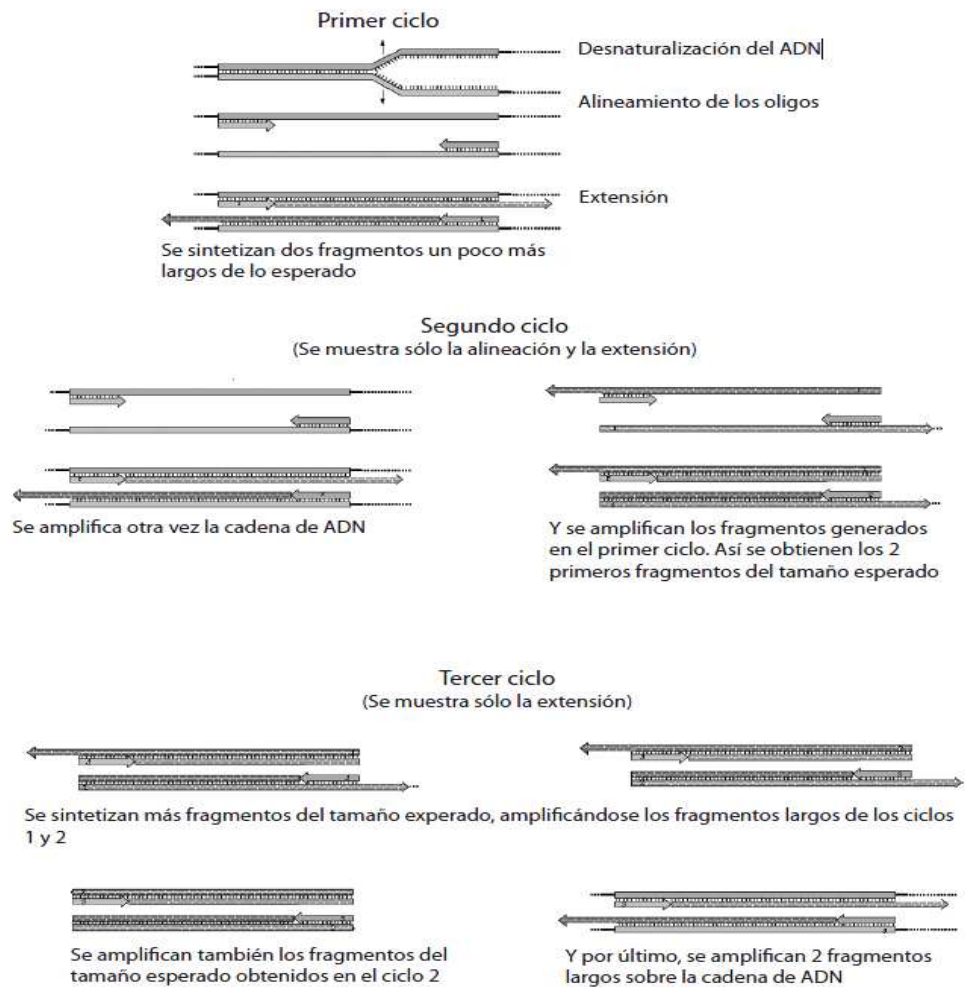 Primer ciclo
Desnaturalización del ADN
Alineamiento de los oligos
Extensión
Se sintetizan dos fragmentos un poco más
largos de lo esperado
Segundo ciclo
(Se muestra sólo la alineación y la extensión)
Se amplifica otra vez la cadena de ADN
Y se amplifican los fragmentos generados
en el primer ciclo. Así se obtienen los 2
primeros fragmentos del tamaño esperado
Tercer ciclo
(Se muestra sólo la extensión)
Se sintetizan más fragmentos del tamaño experado, amplificándose los fragmentos largos de los ciclos
1 y 2
Se amplifican también los fragmentos del
tamaño esperado obtenidos en el ciclo 2
Y por último, se amplifican 2 fragmentos
largos sobre la cadena de ADN